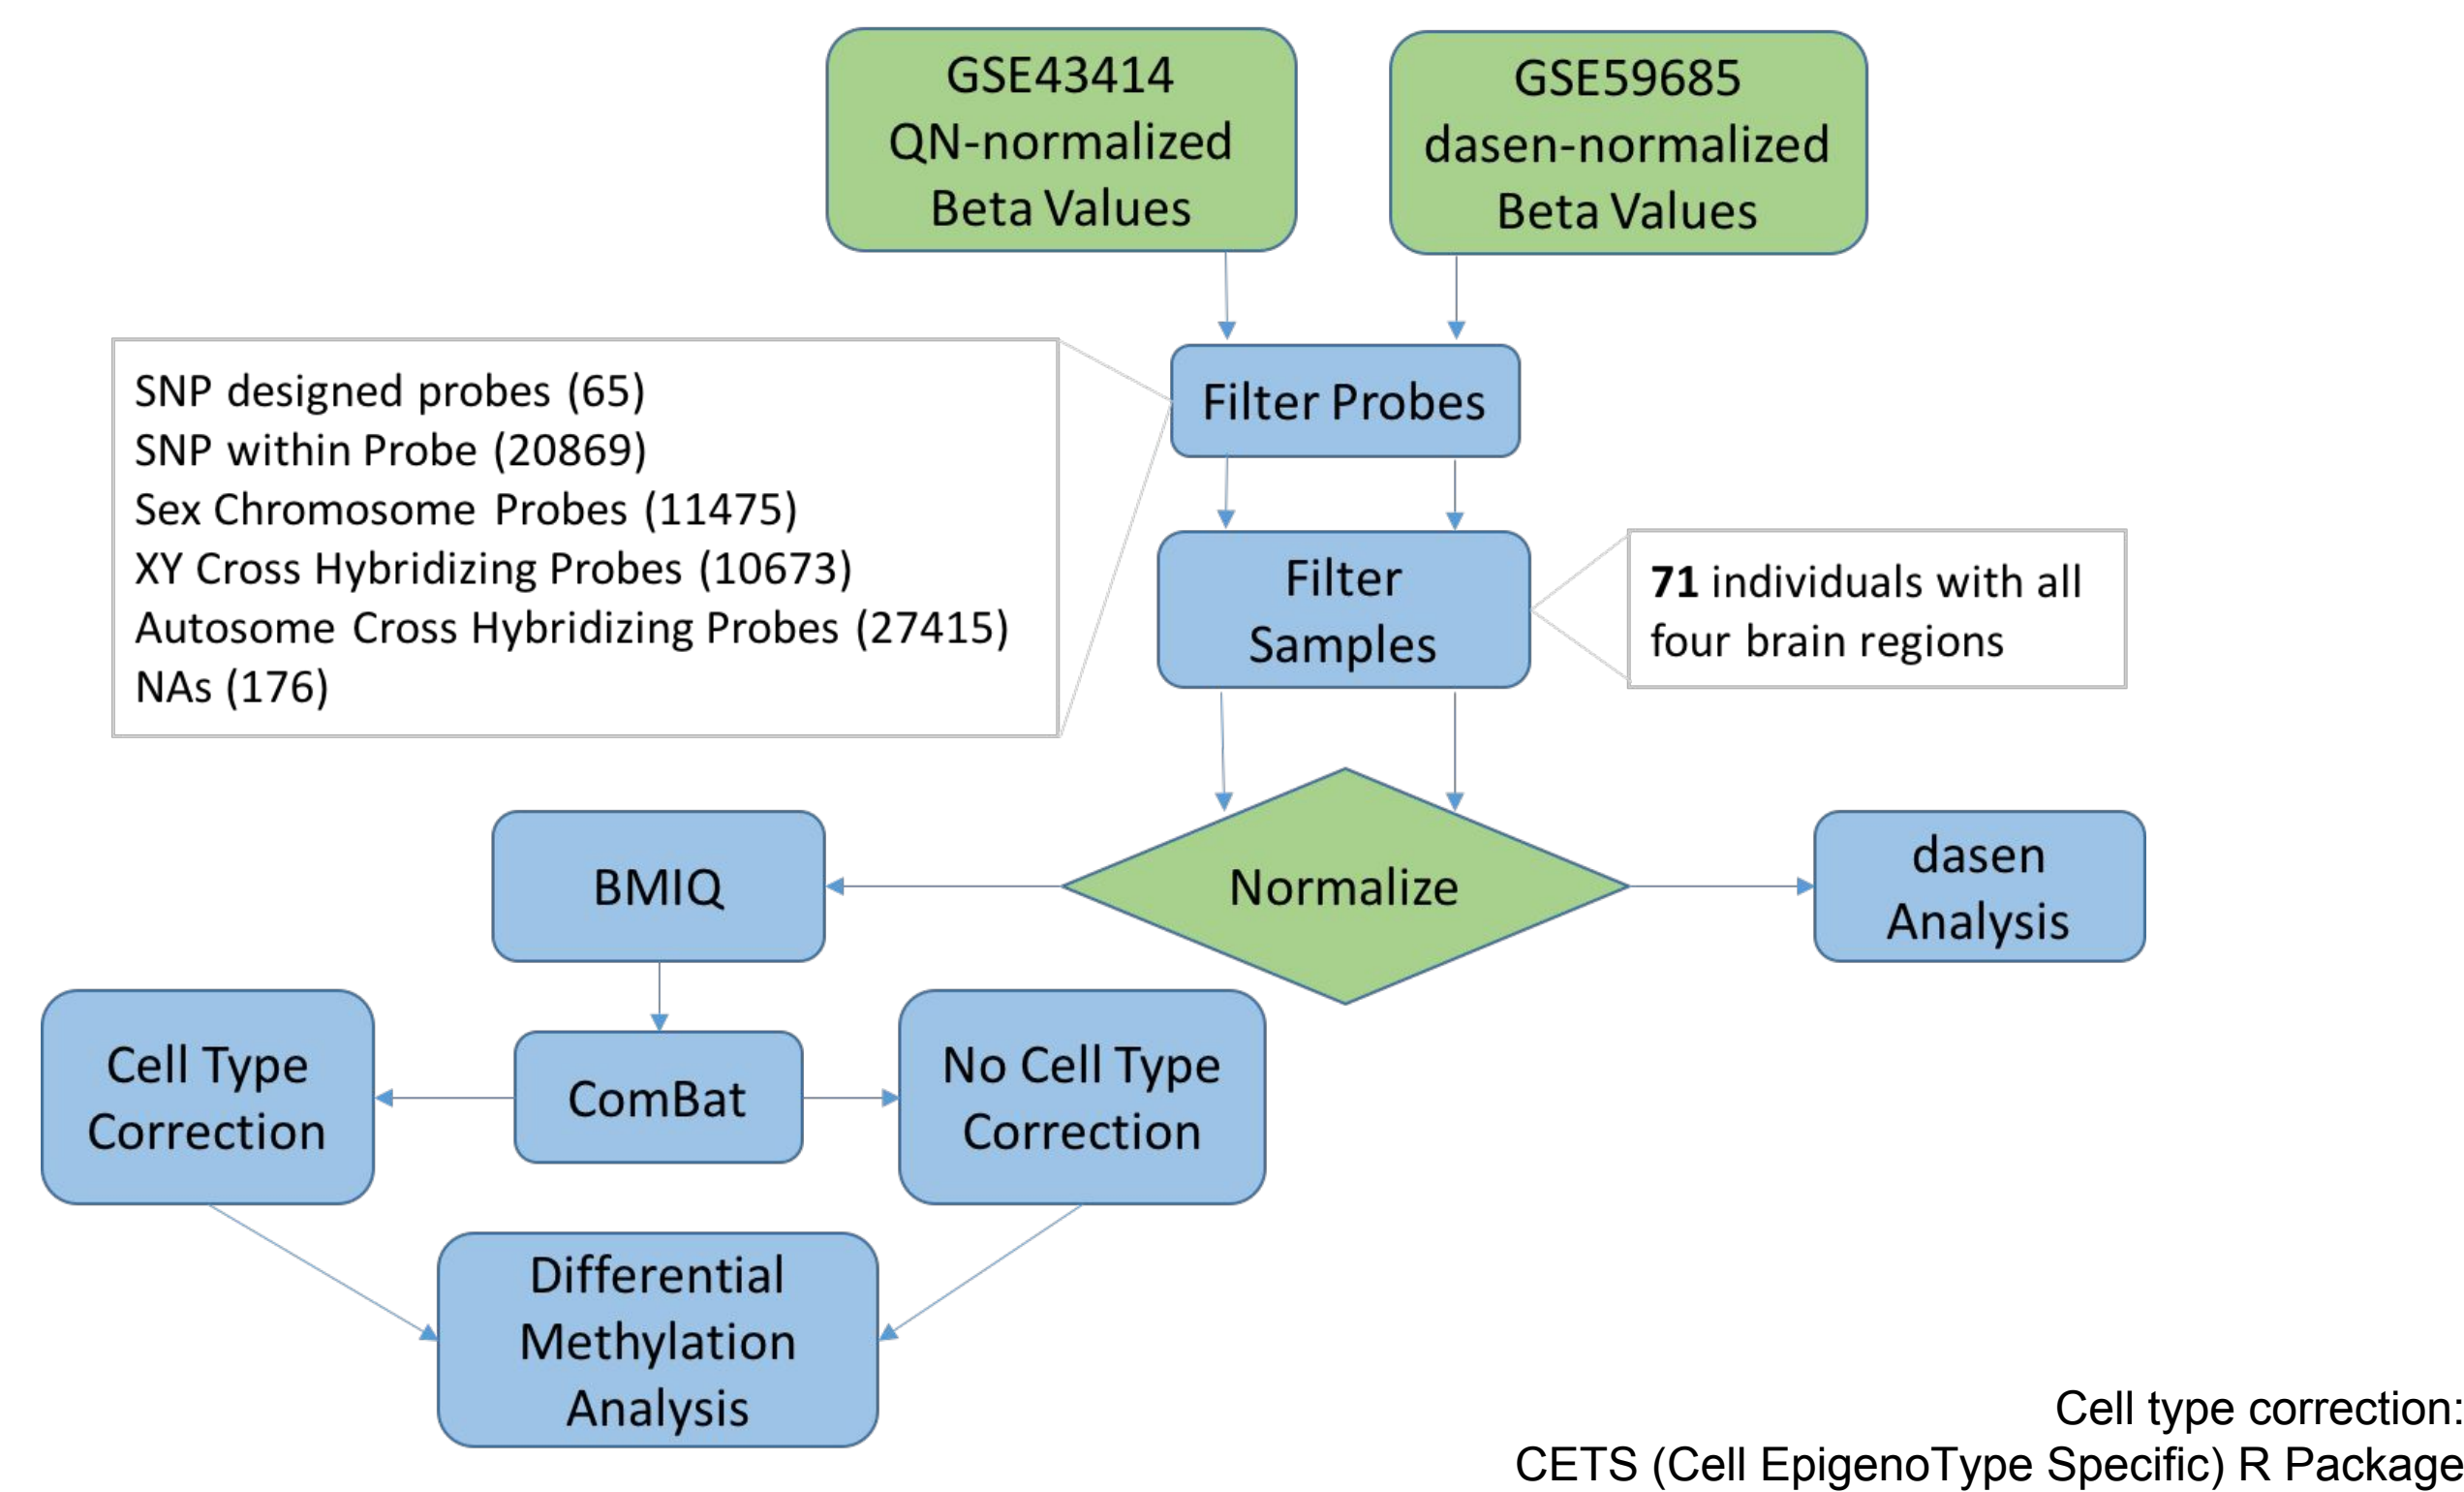 GSE43414
QN-normalized
Beta Values
GSE59685
dasen-normalized
Beta Values
Filter Probes
SNP designed probes (65)
SNP within Probe (20869)
Sex Chromosome Probes (11475)
XY Cross Hybridizing Probes (10673)
Autosome Cross Hybridizing Probes (27415)
NAs (176)
Filter
Samples
71 individuals with all
four brain regions
Normalize
BMIQ
dasen
Analysis
Cell Type
Correction
ComBat
No Cell Type
Correction
Differential
Methylation
Analysis
Cell type correction:
CETS (Cell EpigenoType Specific) R Package